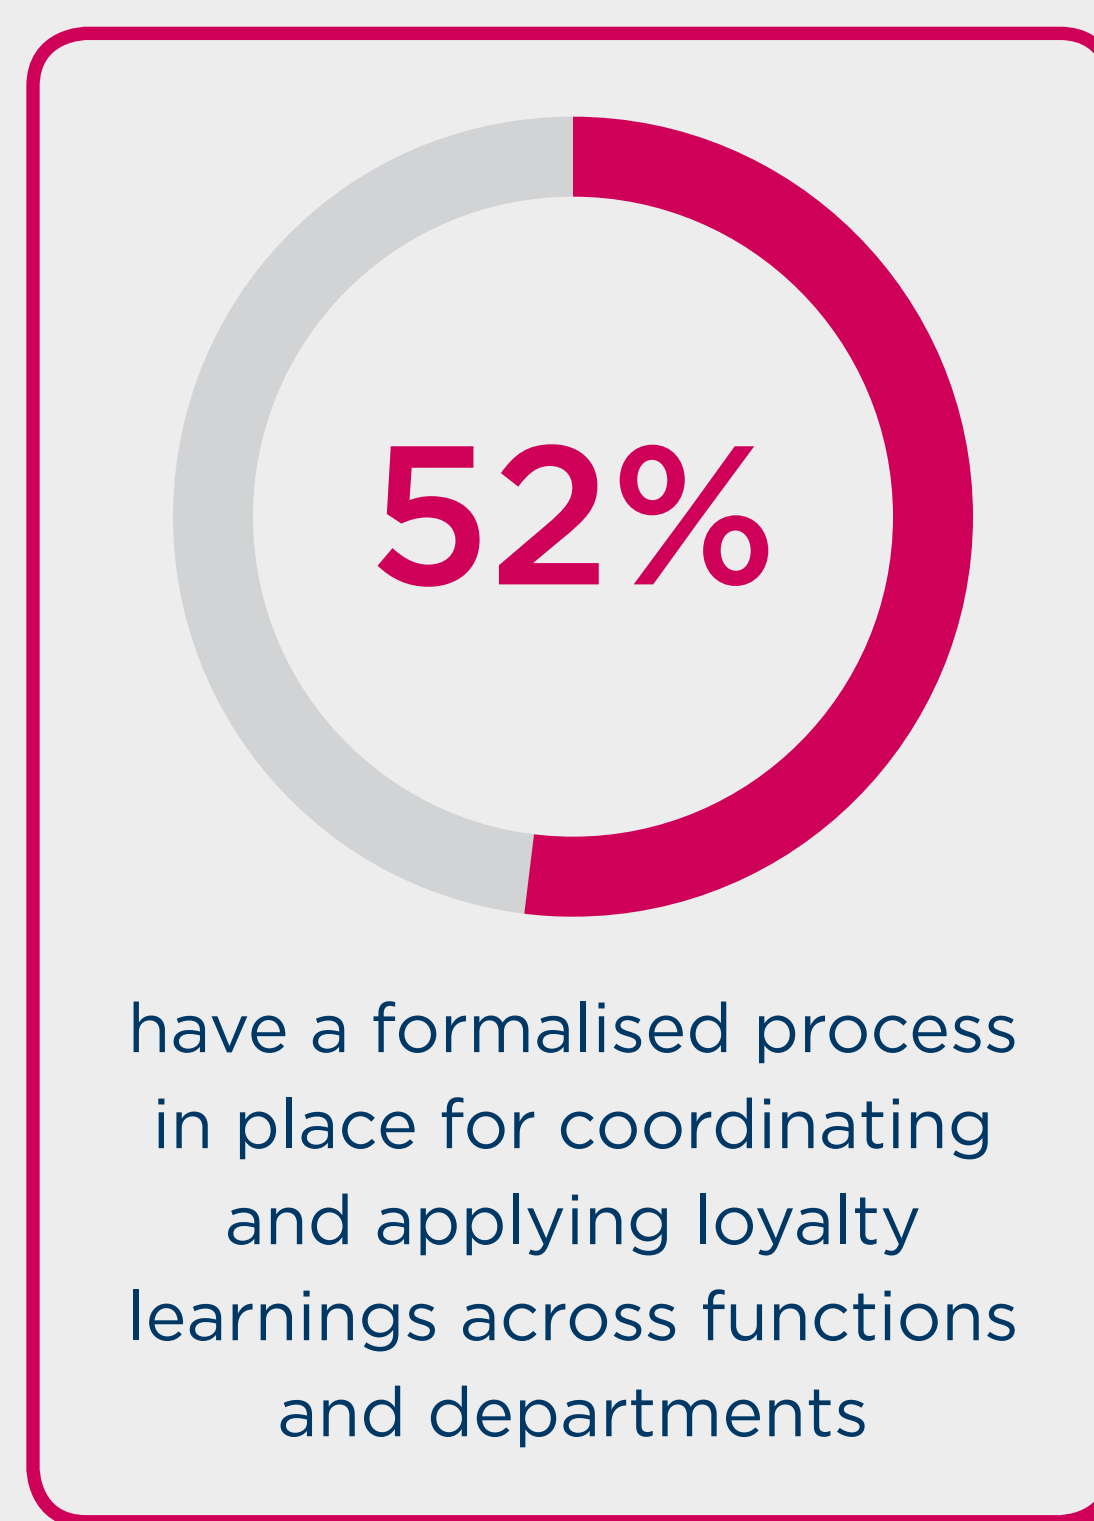 52%
have a formalised process
in place for coordinating
and applying loyalty
learnings across functions
and departments